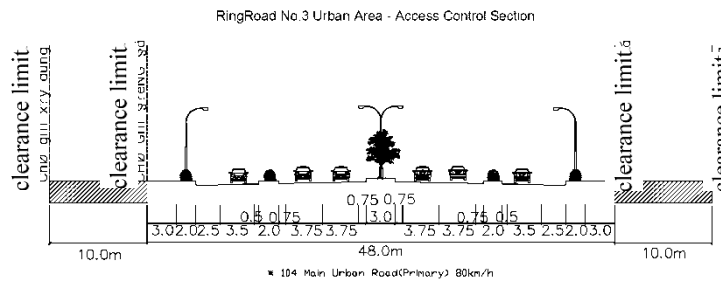 RingRoad No.3 Urban Area - Access Control Section
clearance limit
clearance limit
clearance limit
clearance limit
0.75 0.75
0.5 0.75 3.0 0.75 0.5
3.0 2.0 2.5 3.5 2.0 3.75 3.75 3.75 3.75 2.0 3.5 2.5 2.0 3.0
10.0m 48.0m 10.0m
104 Main Urban Road(Primary) 80km/h